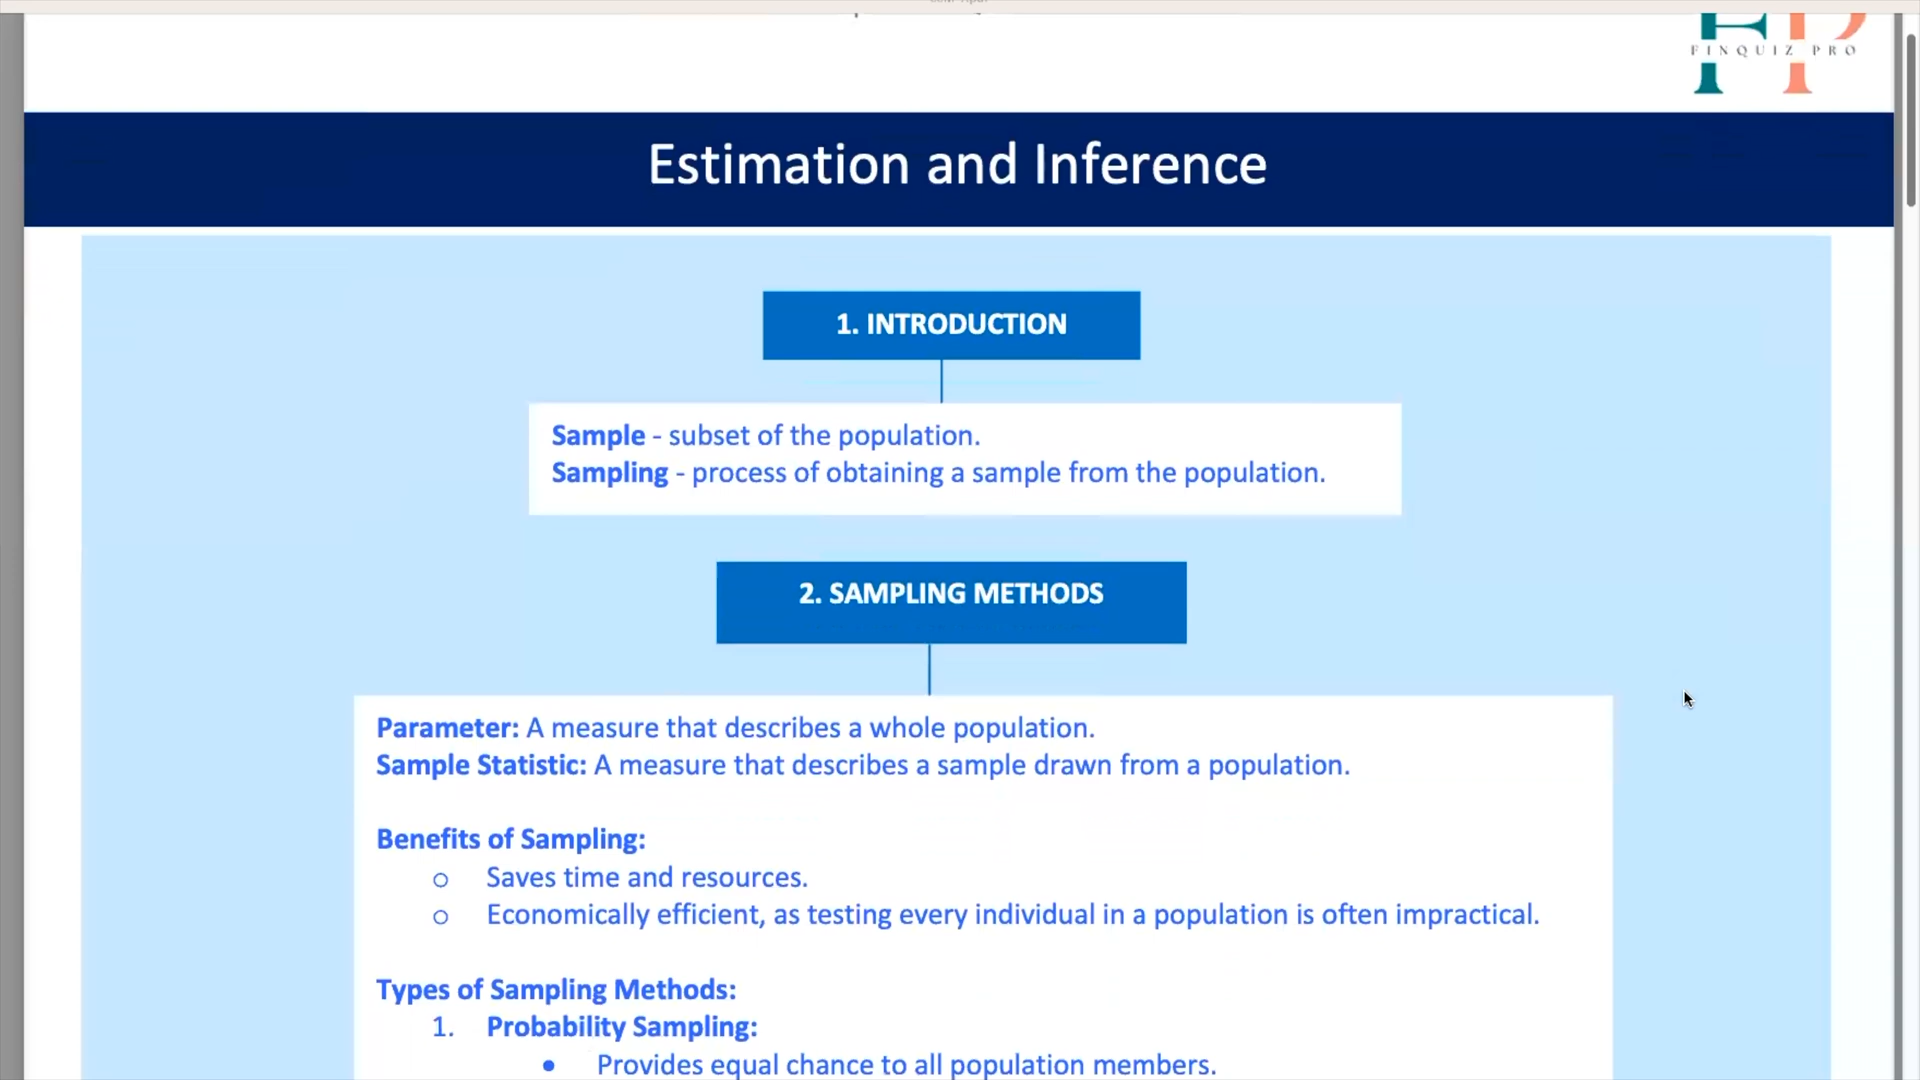 FINQUIZ PRO
Estimation and Inference
1. INTRODUCTION
Sample - subset of the population.
Sampling - process of obtaining a sample from the population.
2. SAMPLING METHODS
Parameter: A measure that describes a whole population.
Sample Statistic: A measure that describes a sample drawn from a population.
Benefits of Sampling:
o Saves time and resources.
o Economically efficient, as testing every individual in a population is often impractical.
Types of Sampling Methods:
1. Probability Sampling:
• Provides equal chance to all population members.